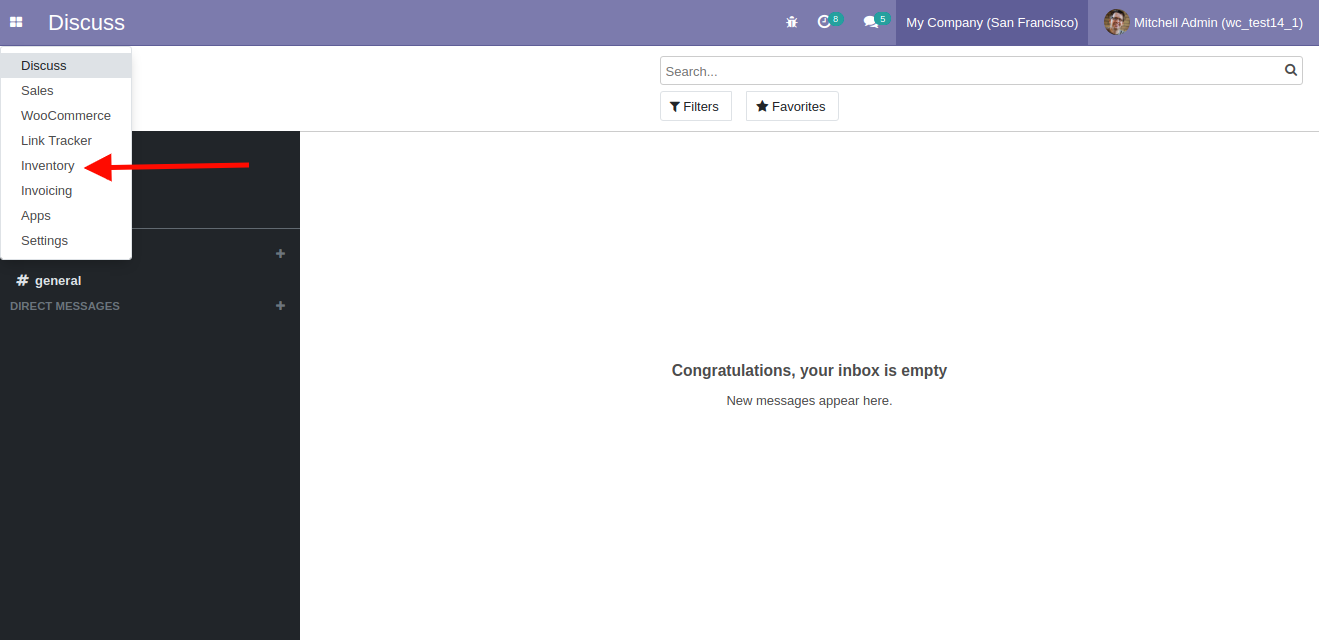 Discuss
8
5
My Company (San Francisco)
Mitchell Admin (wc_test14_1)
Discuss
Sales
WooCommerce
Link Tracker
Inventory
Invoicing
Apps
Settings
Search...
Filters
Favorites
# general
DIRECT MESSAGES
Congratulations, your inbox is empty
New messages appear here.